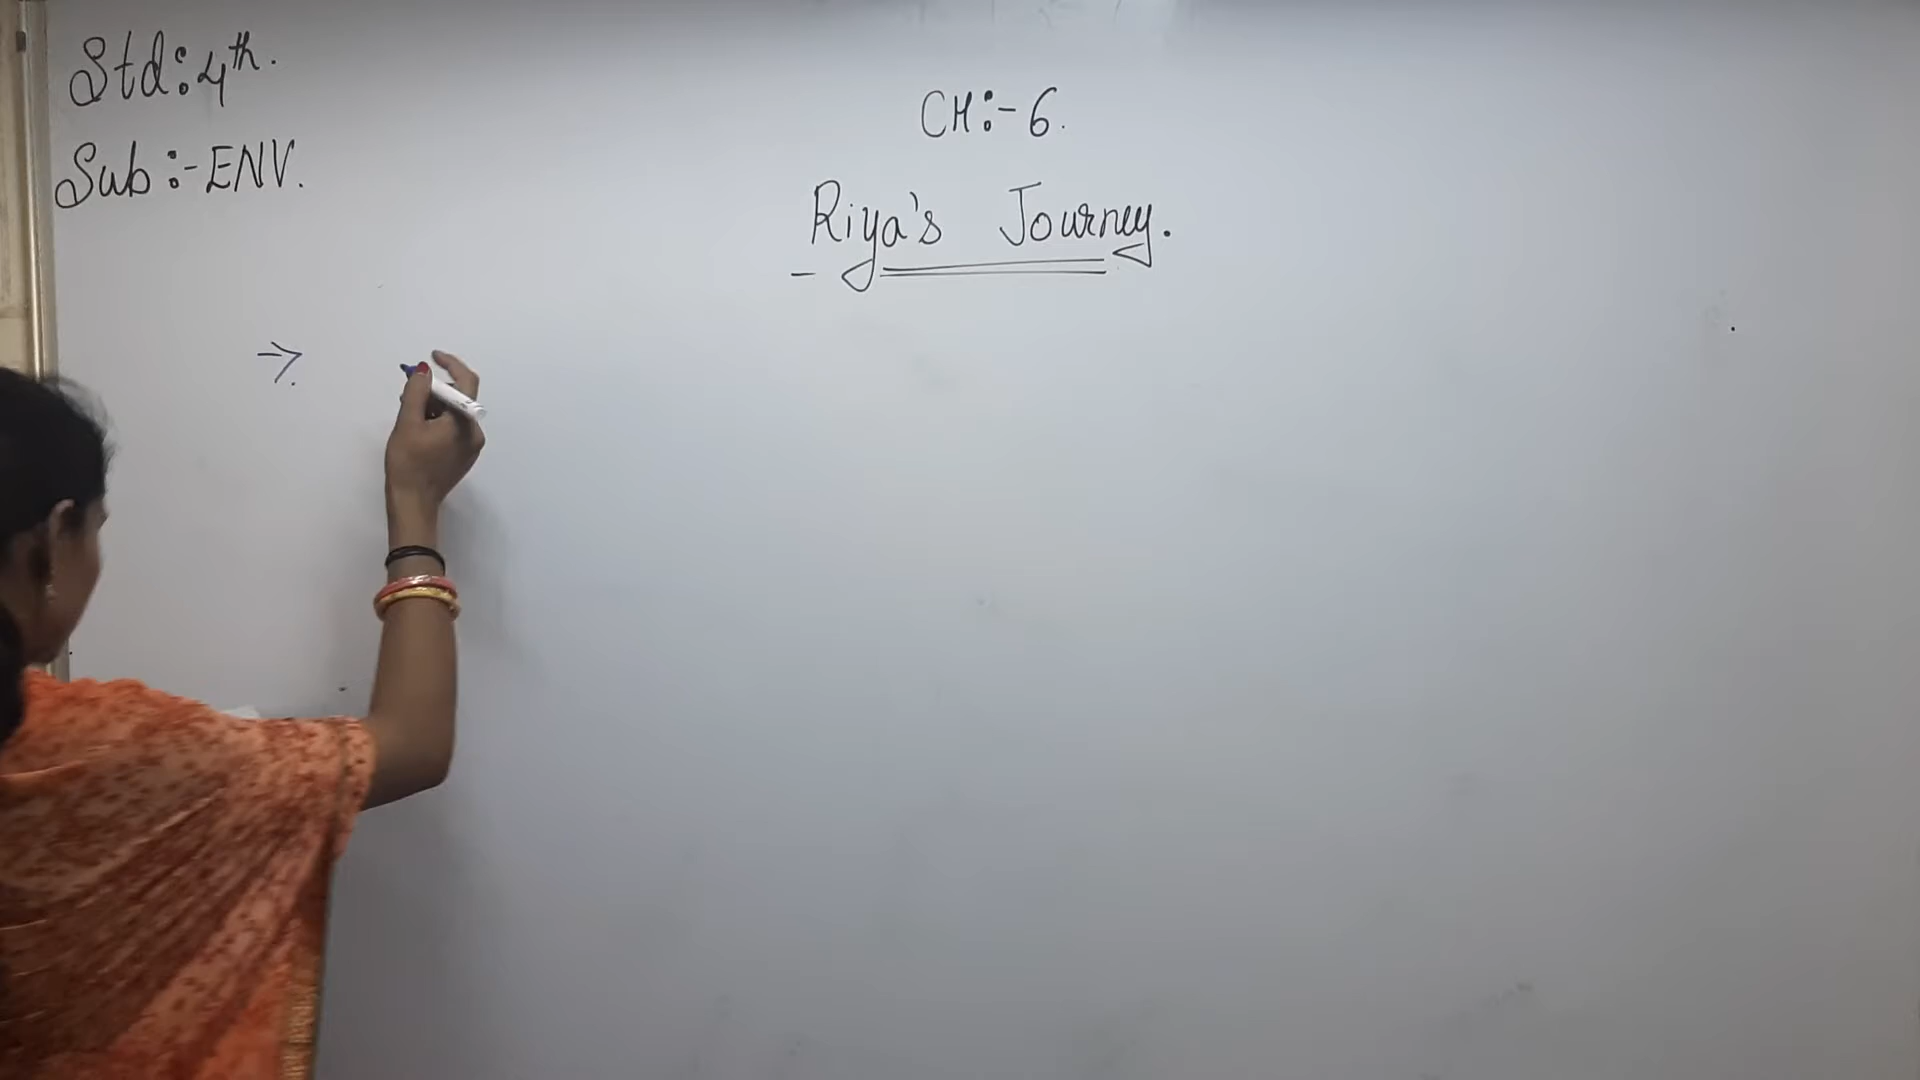 Std:4th.
Sub:-ENV.
CH:-6.
Riya's Journey.
→.